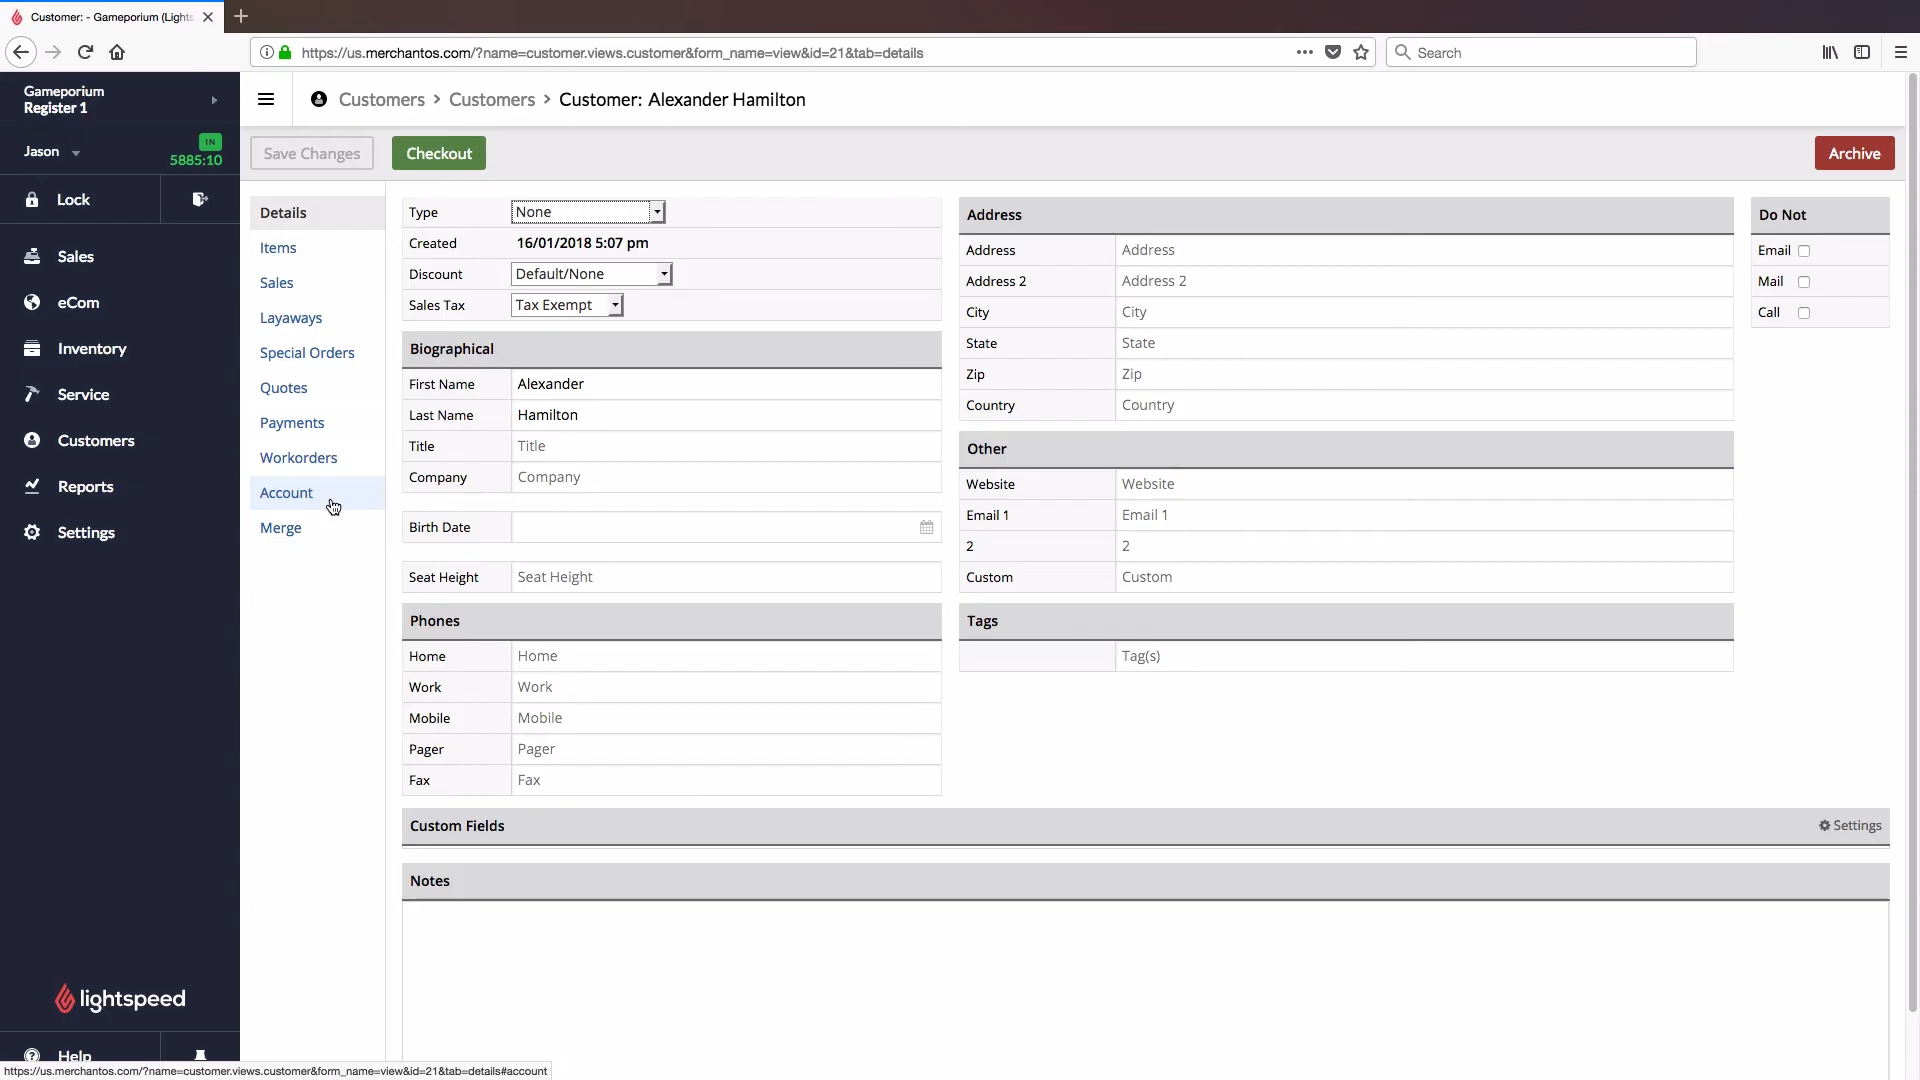 Customer: - Gameporium (Lights
https://us.merchantos.com/?name=customer.views.customer&form_name=view&id=21&tab=details
Search
Gameporium
Register 1
Jason
IN
5885:10
Lock
Sales
eCom
Inventory
Service
Customers
Reports
Settings
lightspeed
Help
Customers > Customers > Customer: Alexander Hamilton
Save Changes
Checkout
Archive
Details
Items
Sales
Layaways
Special Orders
Quotes
Payments
Workorders
Account
Merge
Type None
Created 16/01/2018 5:07 pm
Discount Default/None
Sales Tax Tax Exempt
Biographical
First Name Alexander
Last Name Hamilton
Title Title
Company Company
Birth Date
Seat Height Seat Height
Phones
Home Home
Work Work
Mobile Mobile
Pager Pager
Fax Fax
Address
Address Address
Address 2 Address 2
City City
State State
Zip Zip
Country Country
Other
Website Website
Email 1 Email 1
2 2
Custom Custom
Tags
Tag(s)
Do Not
Email
Mail
Call
Custom Fields
Settings
Notes
https://us.merchantos.com/?name=customer.views.customer&form_name=view&id=21&tab=details#account